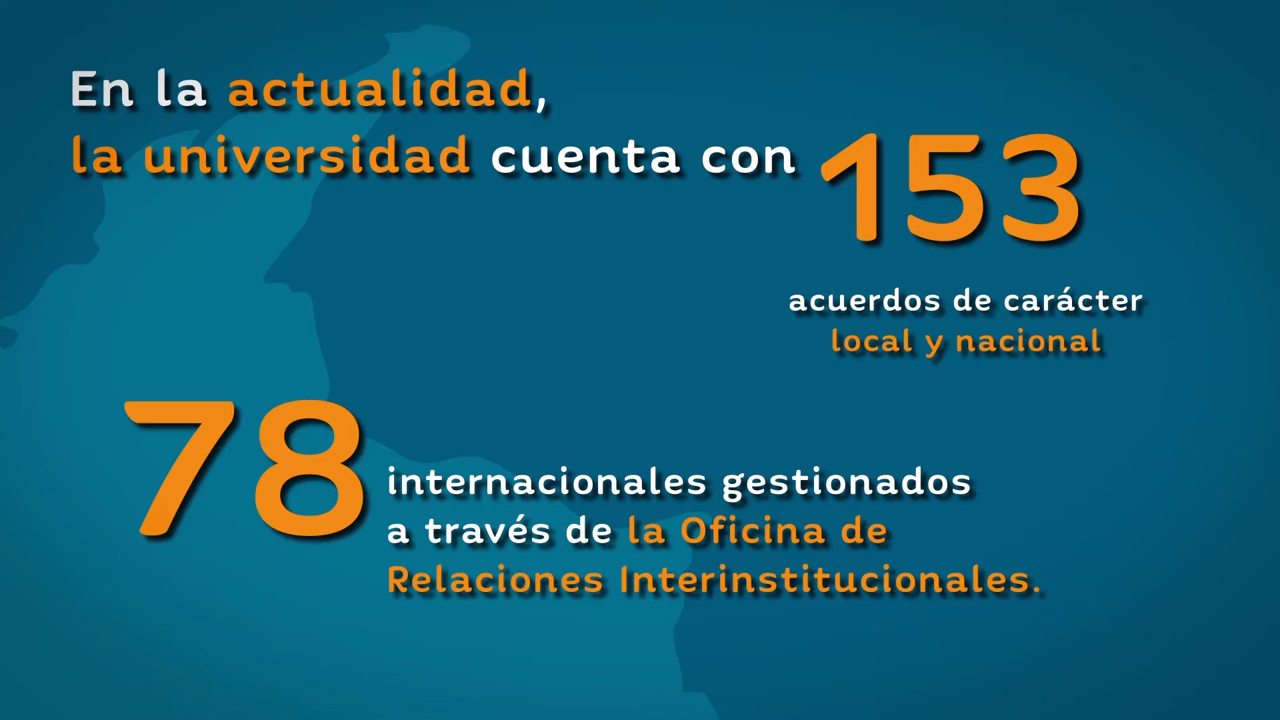 En la actualidad,
la universidad cuenta con 153
acuerdos de carácter
local y nacional
78 internacionales gestionados
a través de la Oficina de
Relaciones Interinstitucionales.